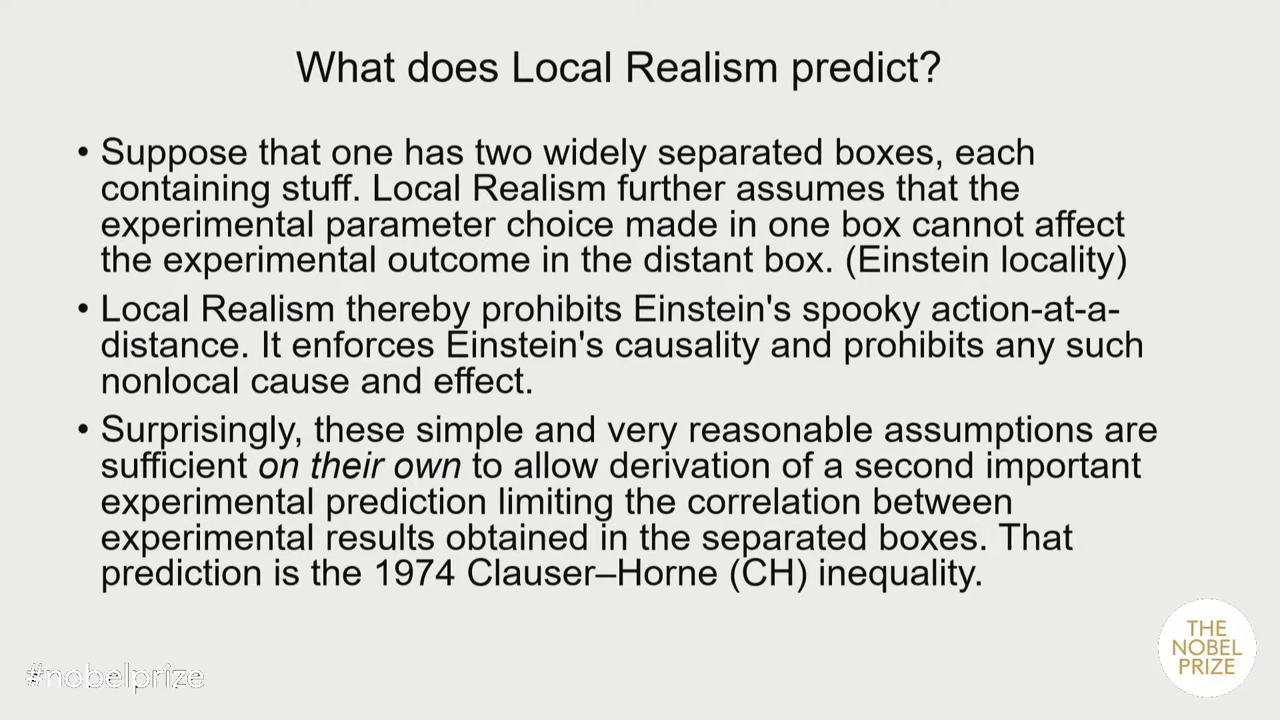 What does Local Realism predict?
• Suppose that one has two widely separated boxes, each
containing stuff. Local Realism further assumes that the
experimental parameter choice made in one box cannot affect
the experimental outcome in the distant box. (Einstein locality)
• Local Realism thereby prohibits Einstein's spooky action-at-a-
distance. It enforces Einstein's causality and prohibits any such
nonlocal cause and effect.
• Surprisingly, these simple and very reasonable assumptions are
sufficient on their own to allow derivation of a second important
experimental prediction limiting the correlation between
experimental results obtained in the separated boxes. That
prediction is the 1974 Clauser–Horne (CH) inequality.
#nobelprize
THE
NOBEL
PRIZE